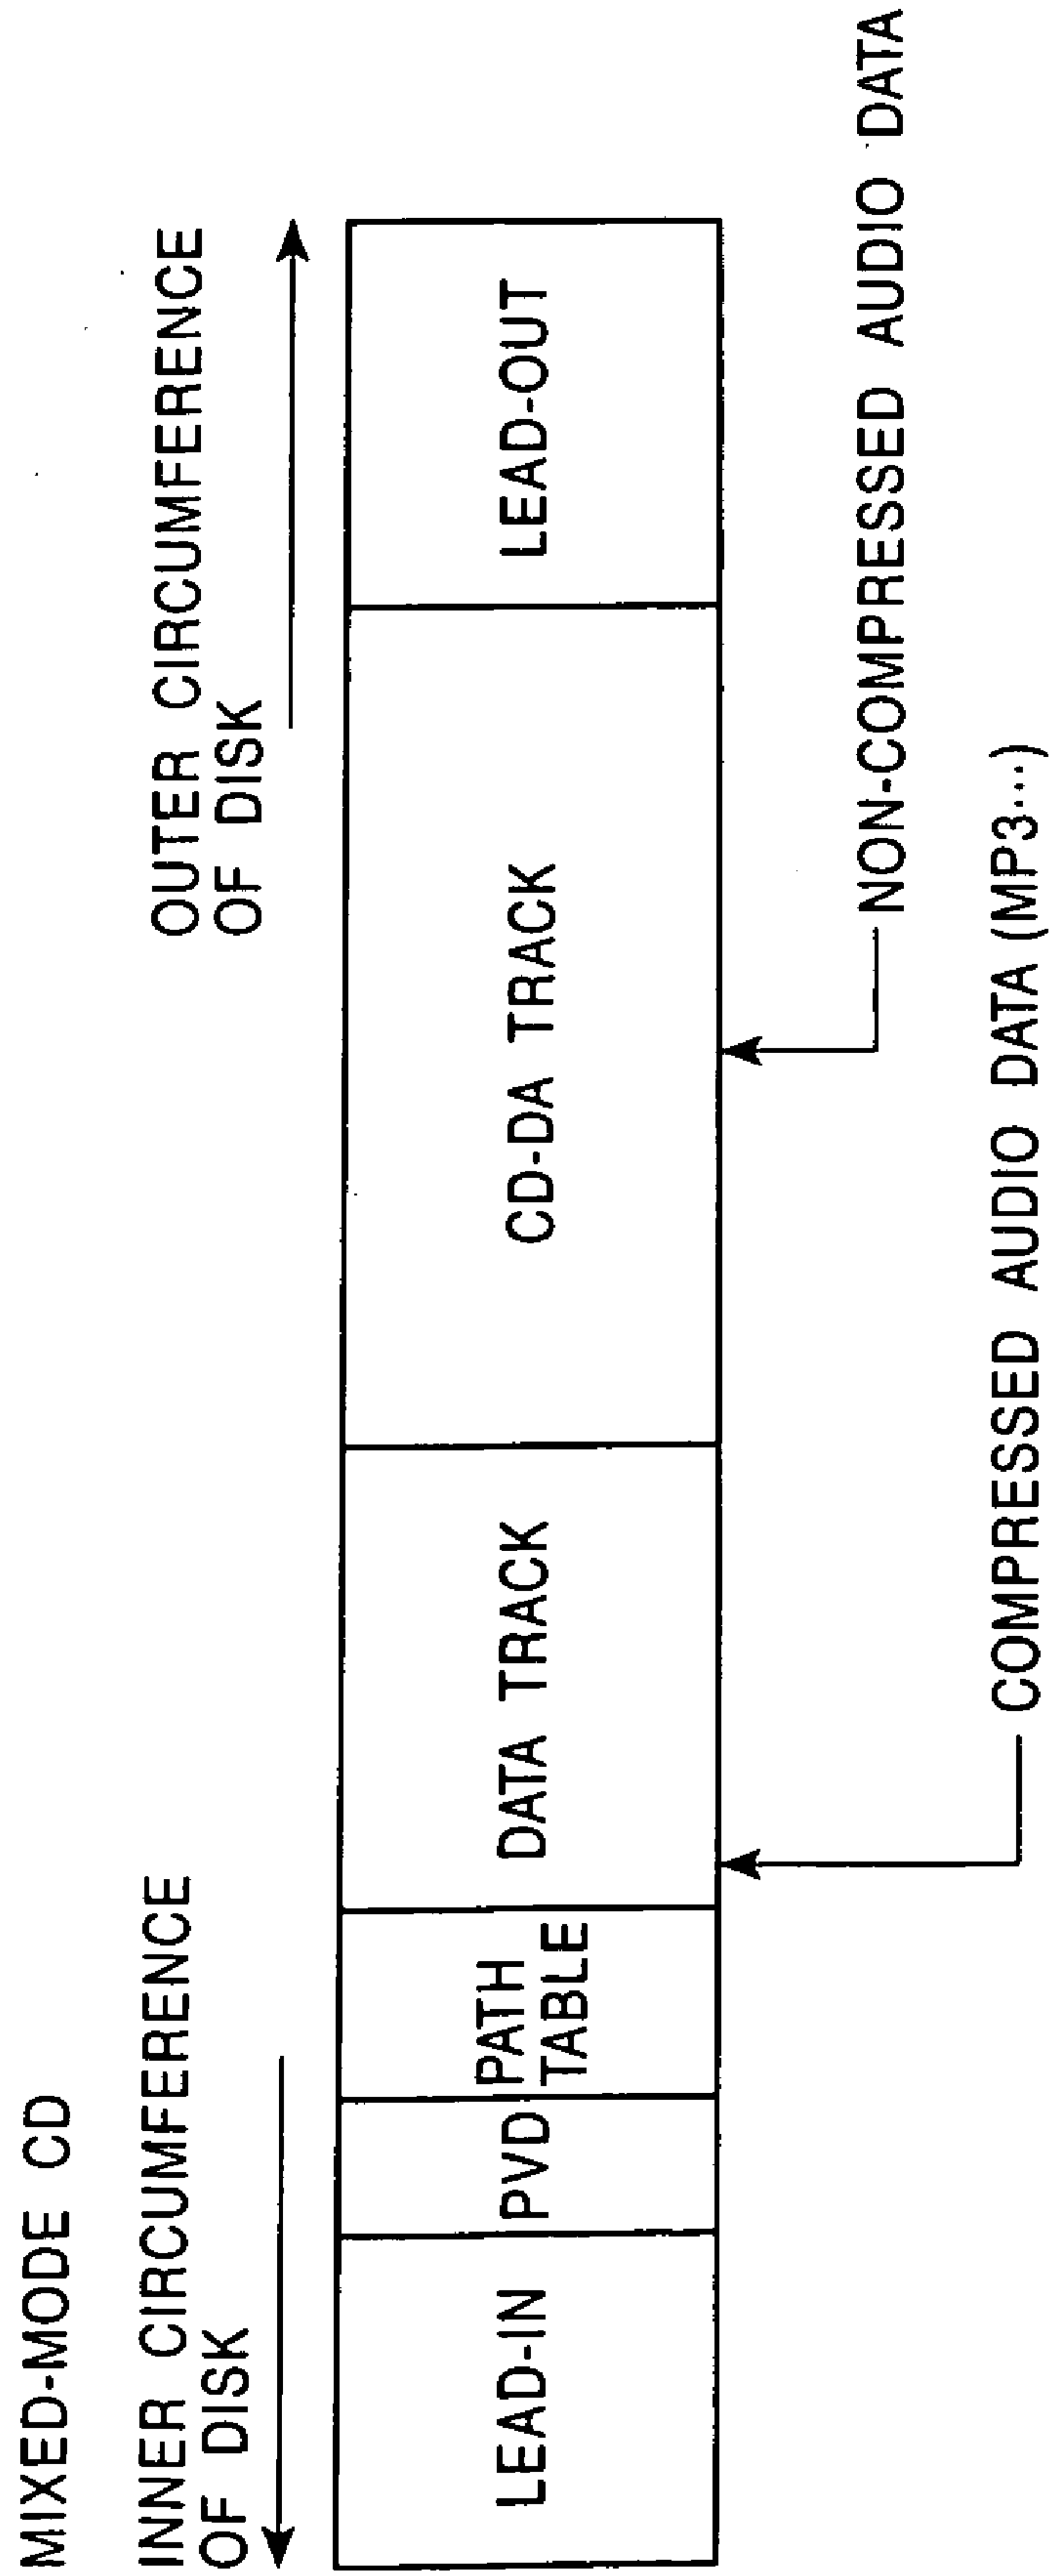 MIXED-MODE CD
INNER CIRCUMFERENCE
OF DISK
OUTER CIRCUMFERENCE
OF DISK
LEAD-IN
PVD
PATH
TABLE
DATA TRACK
CD-DA TRACK
LEAD-OUT
NON-COMPRESSED AUDIO DATA
COMPRESSED AUDIO DATA (MP3···)